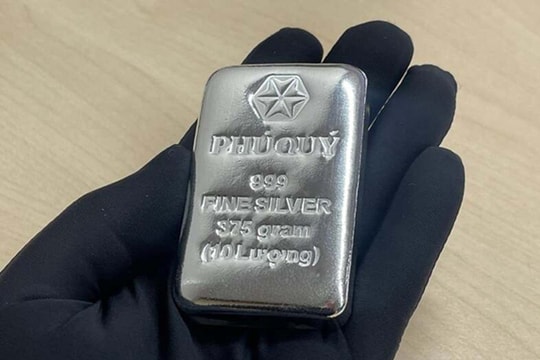 PHÚQUÝ
999
FINE SILVER
375 gram
(10 Lượng)